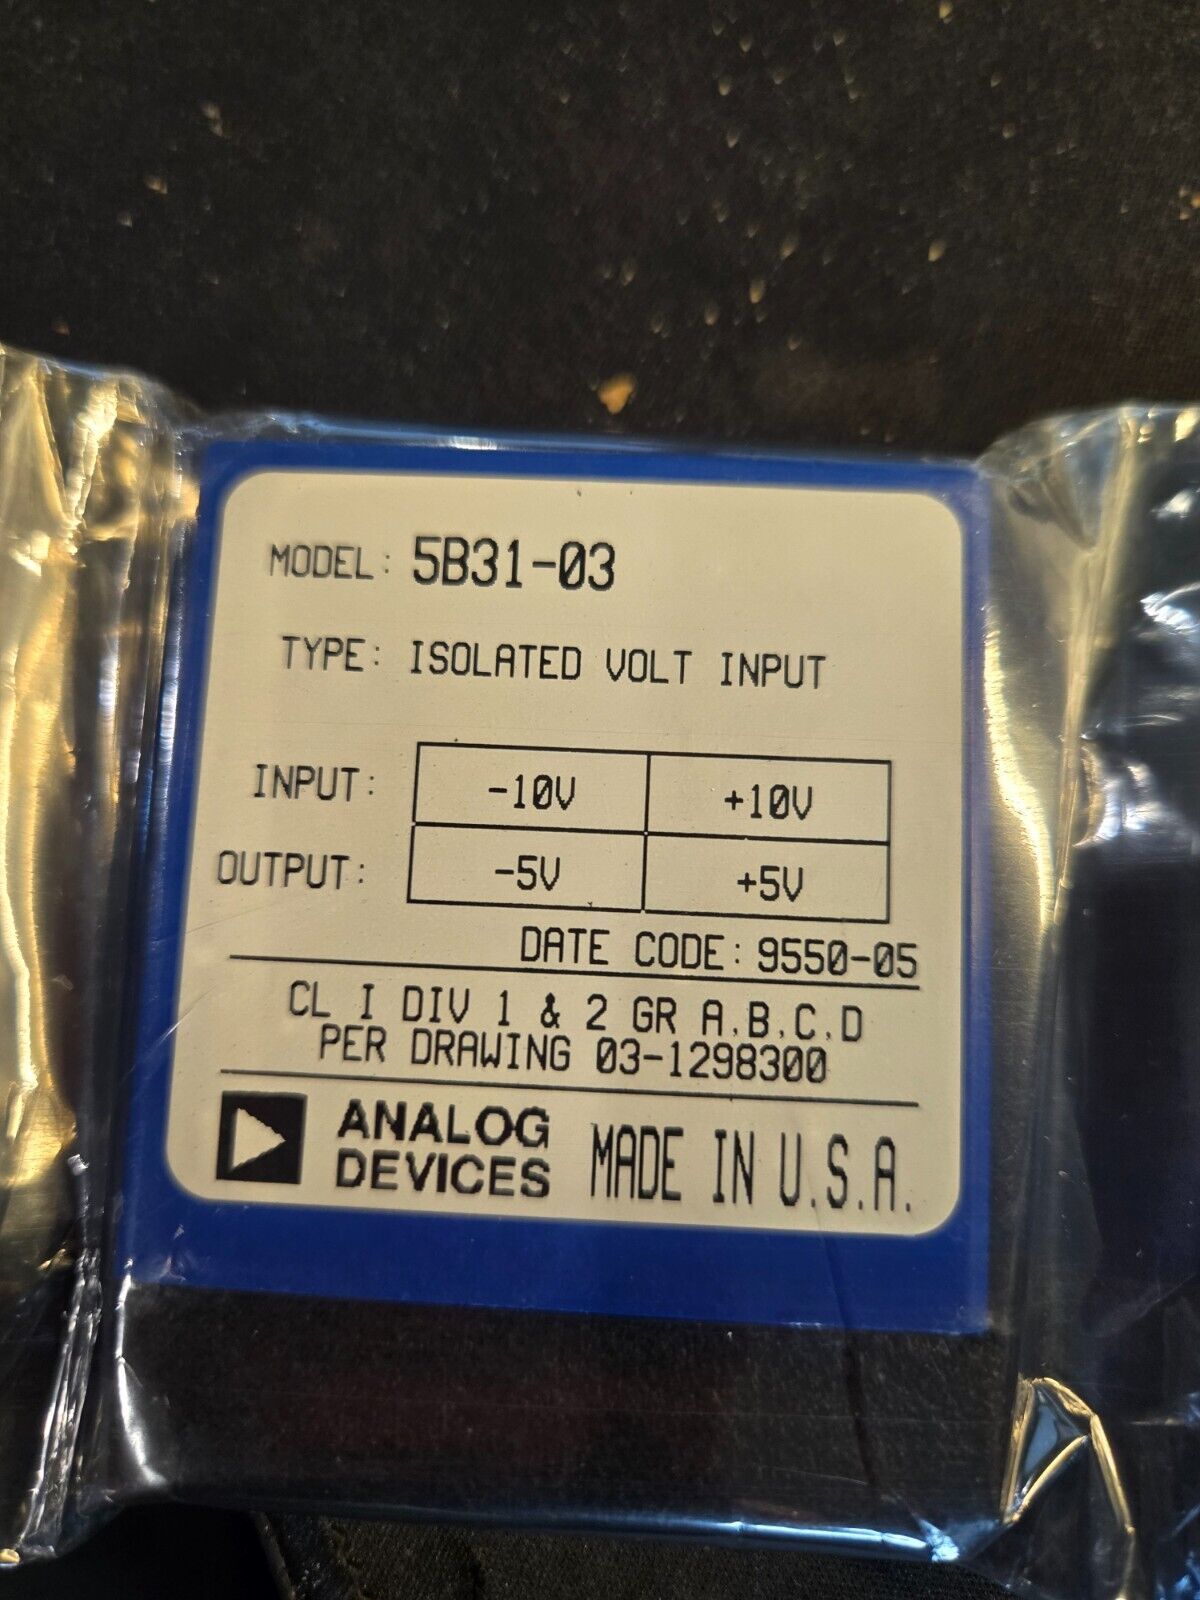 MODEL: 5B31-03
TYPE: ISOLATED VOLT INPUT
INPUT: -10V +10V
OUTPUT: -5V +5V
DATE CODE: 9550-05
CL I DIV 1 & 2 GR A,B,C,D
PER DRAWING 03-1298300
ANALOG
DEVICES
MADE IN U.S.A.